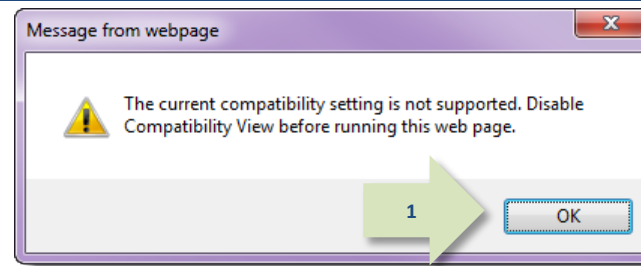 Message from webpage
The current compatibility setting is not supported. Disable
Compatibility View before running this web page.
1
OK